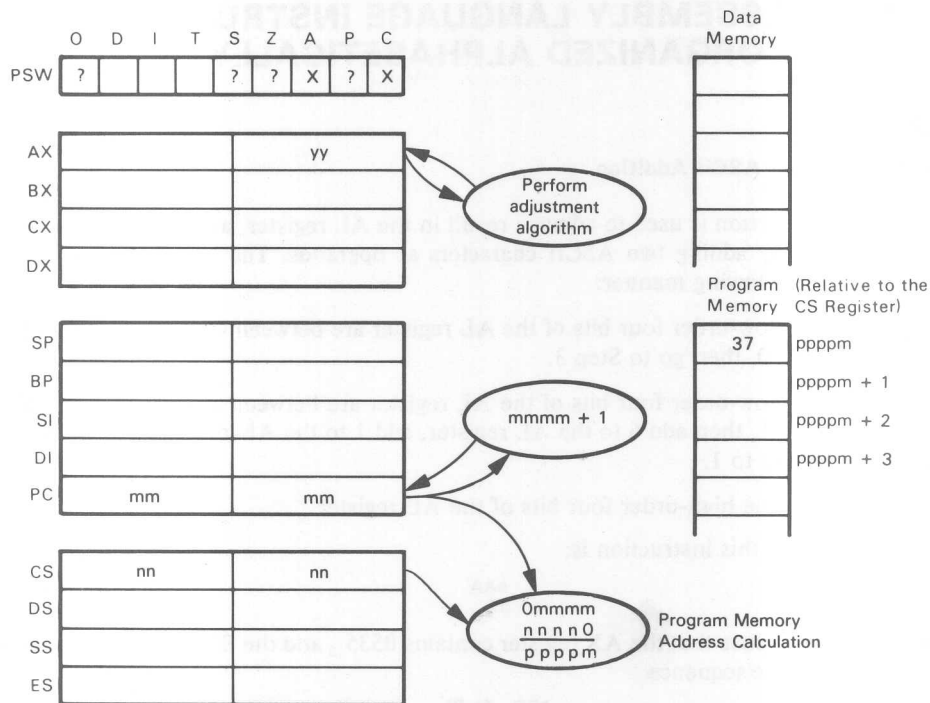 Data
Memory
O D I T S Z A P C
PSW ? ? ? X ? X
AX yy
BX
CX
DX
Perform
adjustment
algorithm
Program
Memory
(Relative to the
CS Register)
37 ppppm
ppppm + 1
ppppm + 2
ppppm + 3
SP
BP
SI
DI
PC mm mm
mmmm + 1
CS nn nn
DS
SS
ES
0mmmm
nnnn0
ppppm
Program Memory
Address Calculation